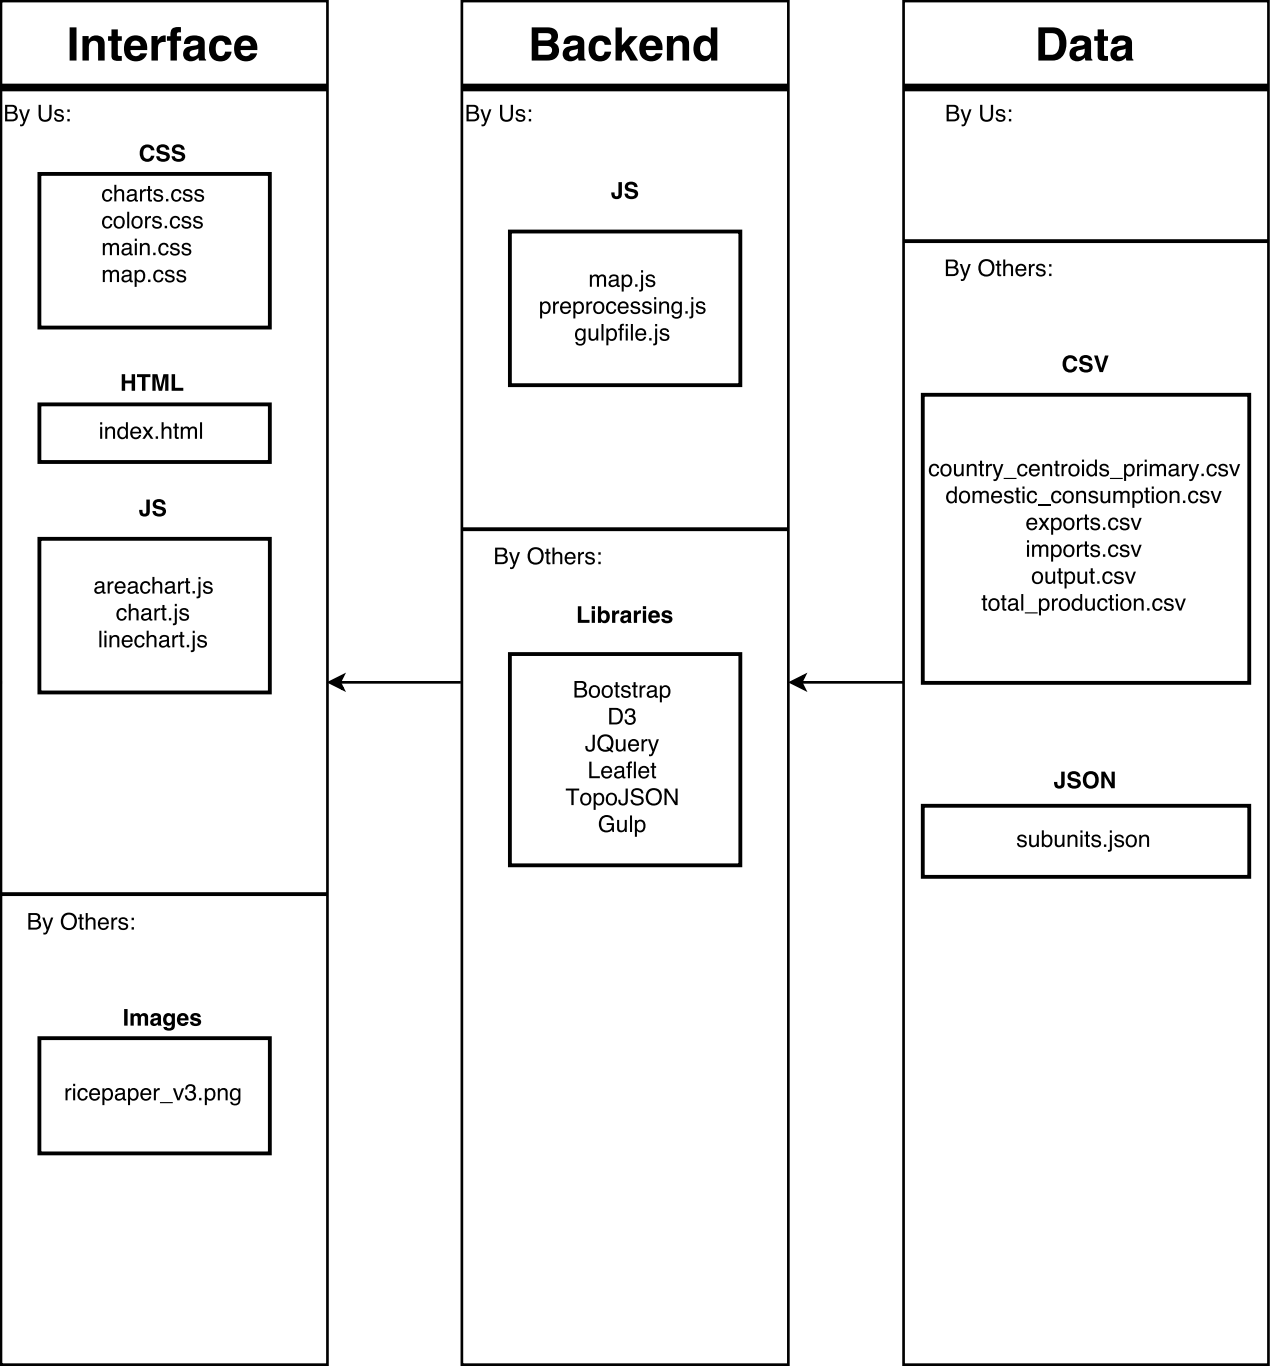 Interface
By Us:
CSS
charts.css
colors.css
main.css
map.css
HTML
index.html
JS
areachart.js
chart.js
linechart.js
By Others:
Images
ricepaper_v3.png
Backend
By Us:
JS
map.js
preprocessing.js
gulpfile.js
By Others:
Libraries
Bootstrap
D3
JQuery
Leaflet
TopoJSON
Gulp
Data
By Us:
By Others:
CSV
country_centroids_primary.csv
domestic_consumption.csv
exports.csv
imports.csv
output.csv
total_production.csv
JSON
subunits.json